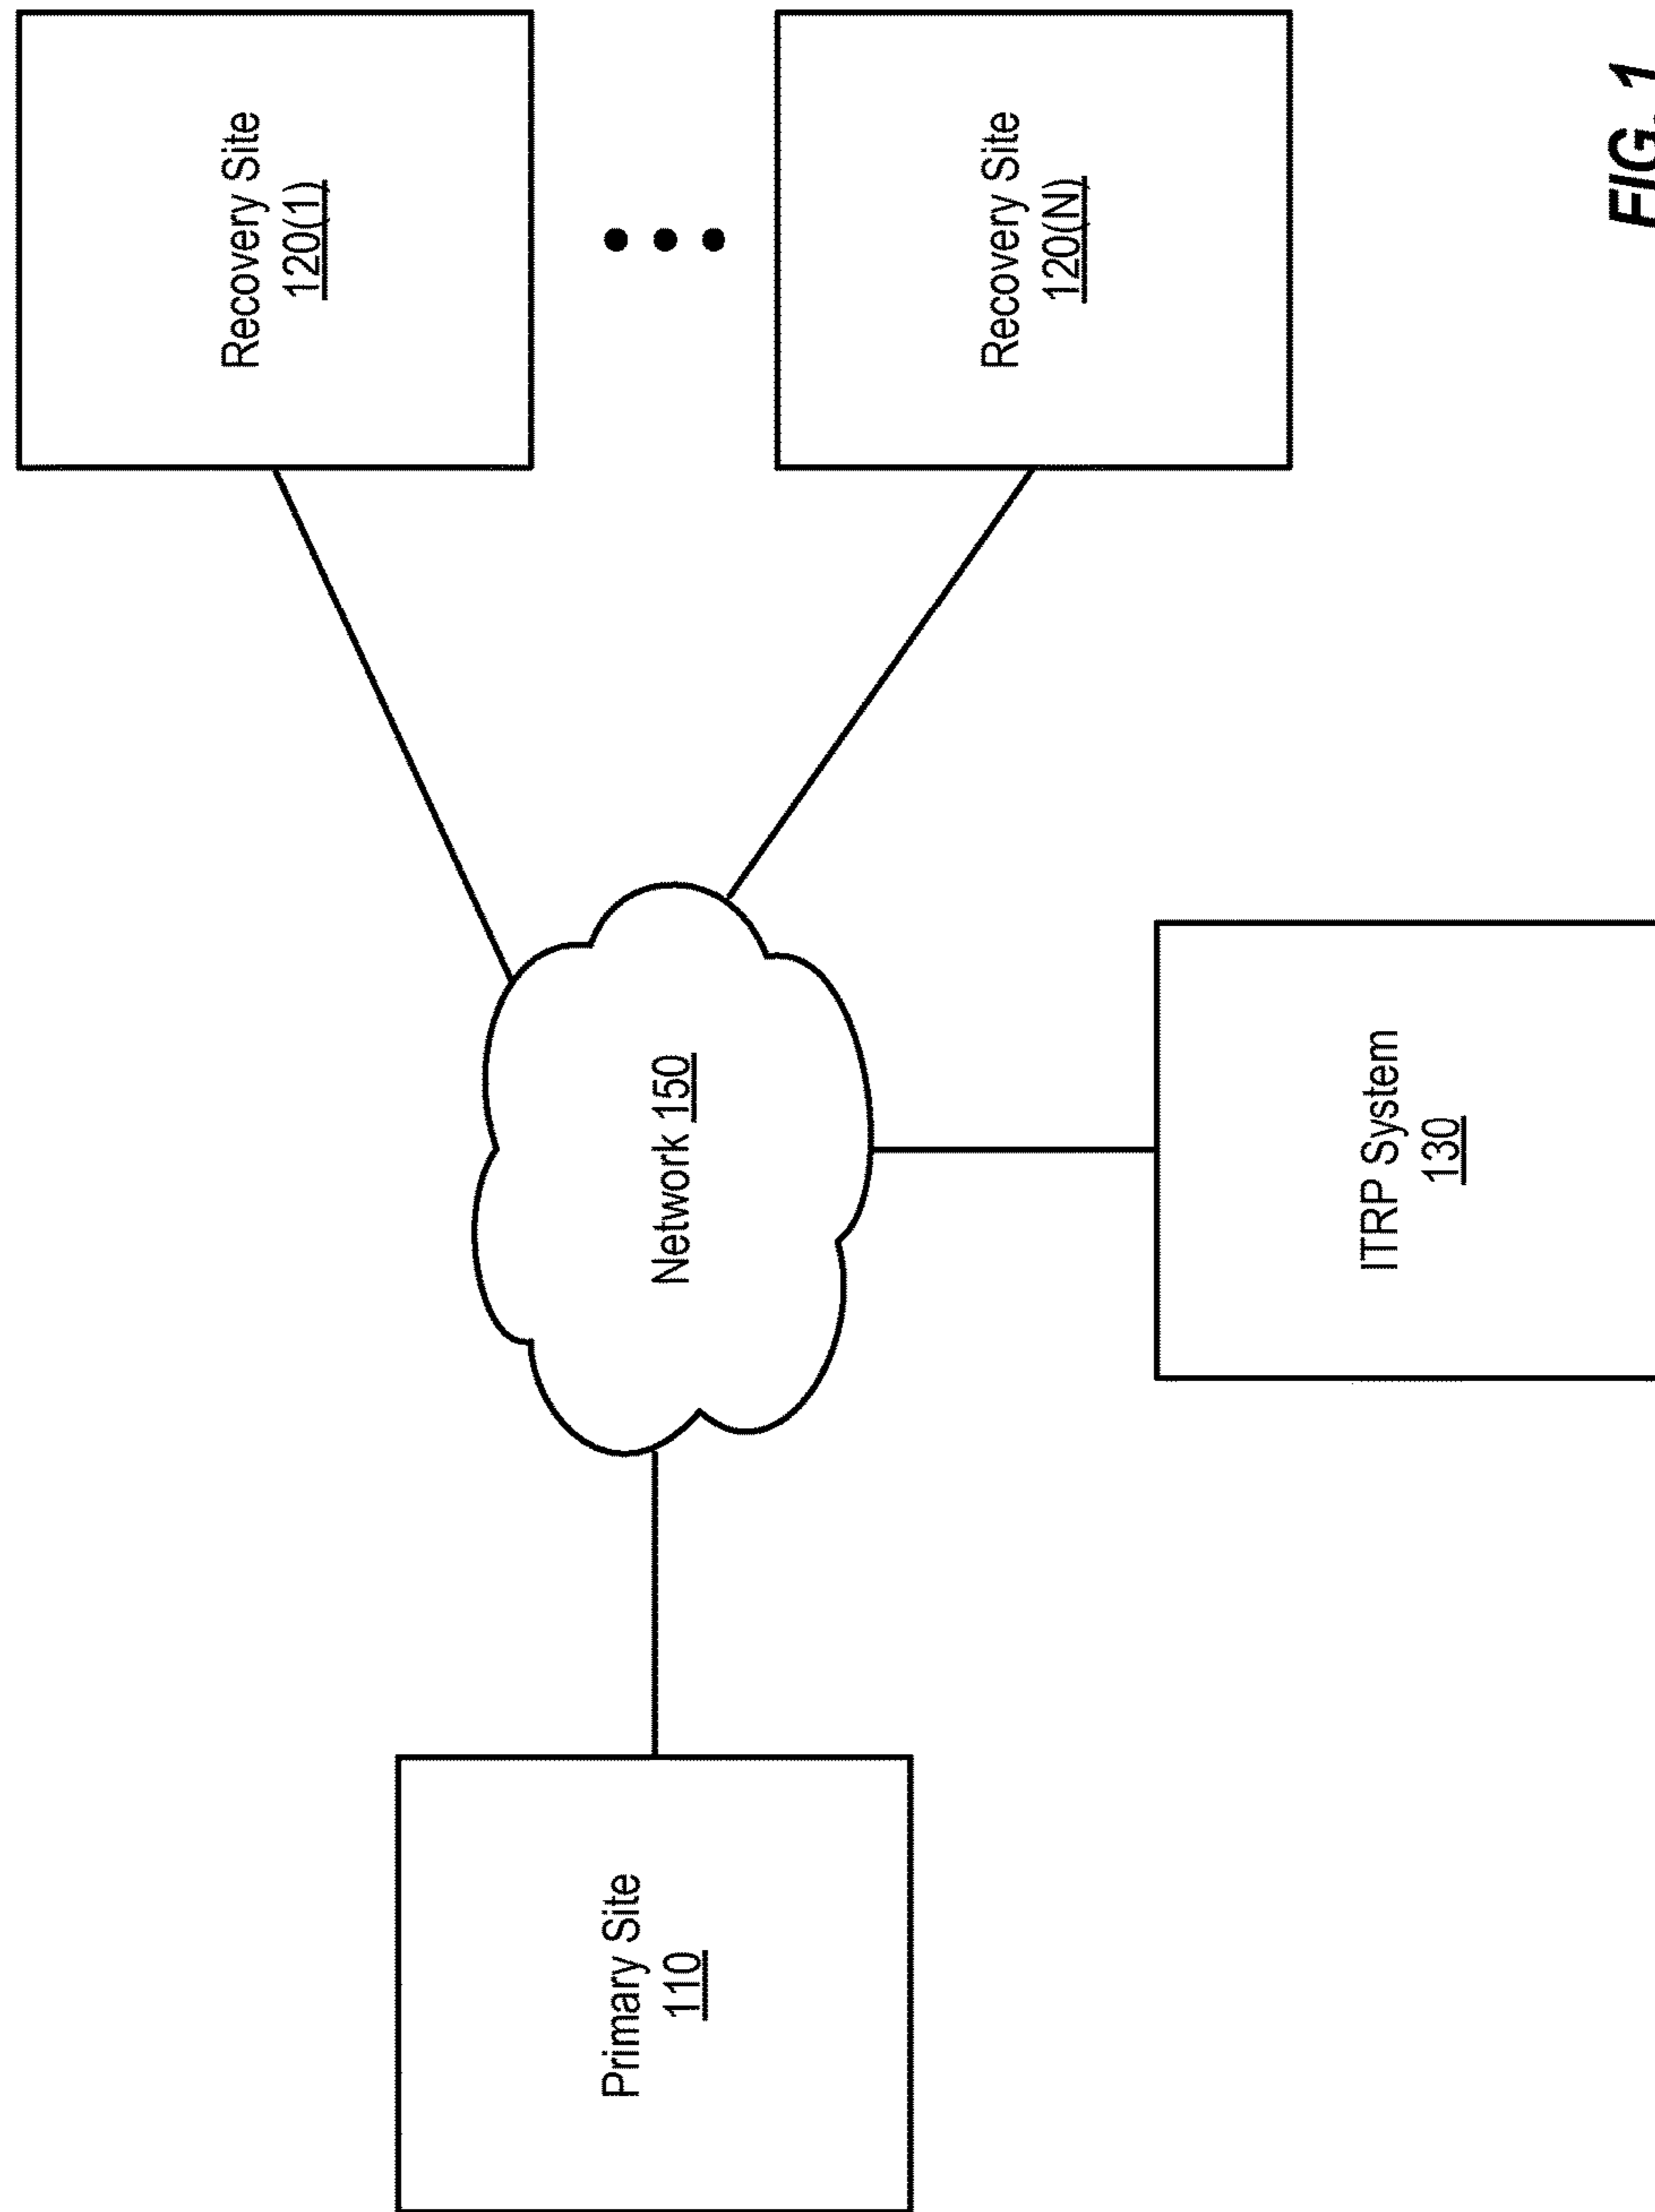 Primary Site
110
Network 150
Recovery Site
120(1)
Recovery Site
120(N)
ITRP System
130
FIG. 1